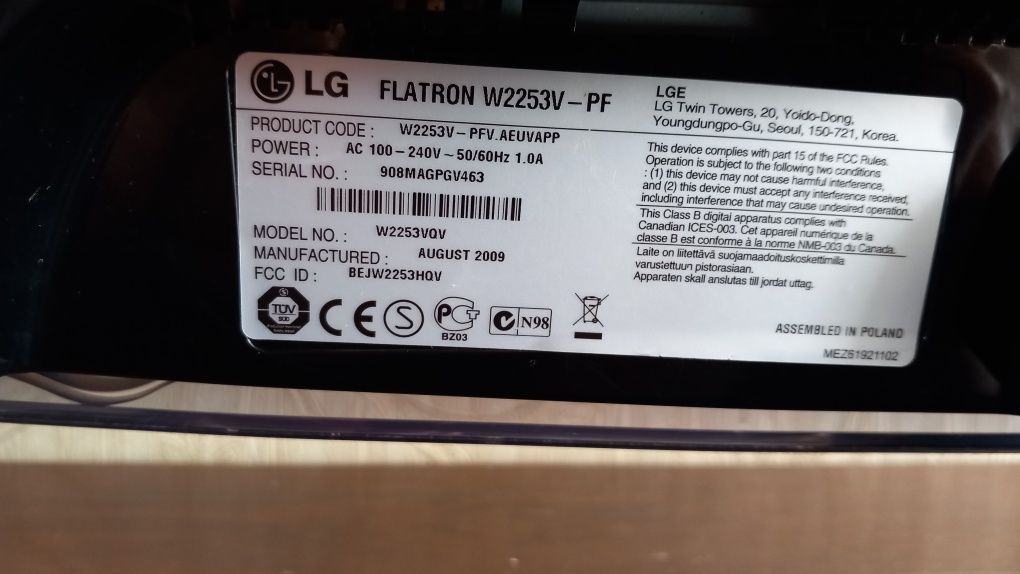 LG FLATRON W2253V-PF
PRODUCT CODE : W2253V-PFV.AEUVAPP
POWER : AC 100-240V-50/60Hz 1.0A
SERIAL NO. : 908MAGPGV463
MODEL NO. : W2253VQV
MANUFACTURED : AUGUST 2009
FCC ID : BEJW2253HQV
TÜV
SÜD
CE S PCT N98
BZ03
LGE
LG Twin Towers, 20, Yoido-Dong,
Youngdungpo-Gu, Seoul, 150-721, Korea.
This device complies with part 15 of the FCC Rules.
Operation is subject to the following two conditions
: (1) this device may not cause harmful interference,
and (2) this device must accept any interference received,
including interference that may cause undesired operation.
This Class B digital apparatus complies with
Canadian ICES-003. Cet appareil numérique de la
classe B est conforme à la norme NMB-003 du Canada.
Laite on liitettävä suojamaadoituskoskettimilla
varustettuun pistorasiaan.
Apparaten skall anslutas till jordat uttag.
ASSEMBLED IN POLAND
MEZ61921102